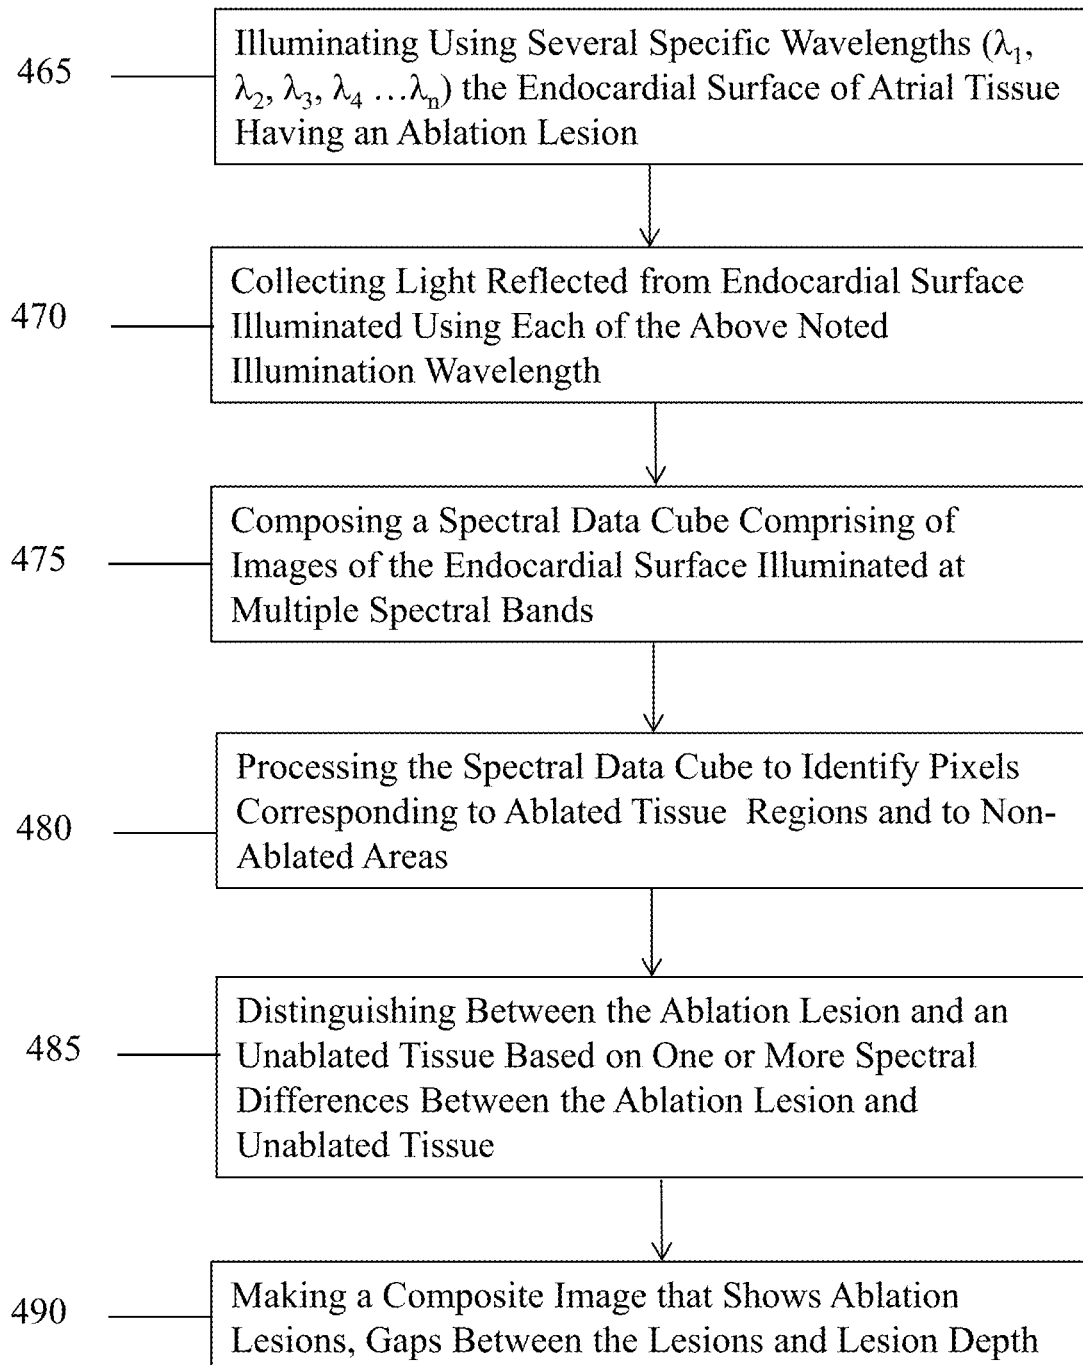 465
Illuminating Using Several Specific Wavelengths (λ₁,
λ₂, λ₃, λ₄ …λₙ) the Endocardial Surface of Atrial Tissue
Having an Ablation Lesion
470
Collecting Light Reflected from Endocardial Surface
Illuminated Using Each of the Above Noted
Illumination Wavelength
475
Composing a Spectral Data Cube Comprising of
Images of the Endocardial Surface Illuminated at
Multiple Spectral Bands
480
Processing the Spectral Data Cube to Identify Pixels
Corresponding to Ablated Tissue Regions and to Non-
Ablated Areas
485
Distinguishing Between the Ablation Lesion and an
Unablated Tissue Based on One or More Spectral
Differences Between the Ablation Lesion and
Unablated Tissue
490
Making a Composite Image that Shows Ablation
Lesions, Gaps Between the Lesions and Lesion Depth